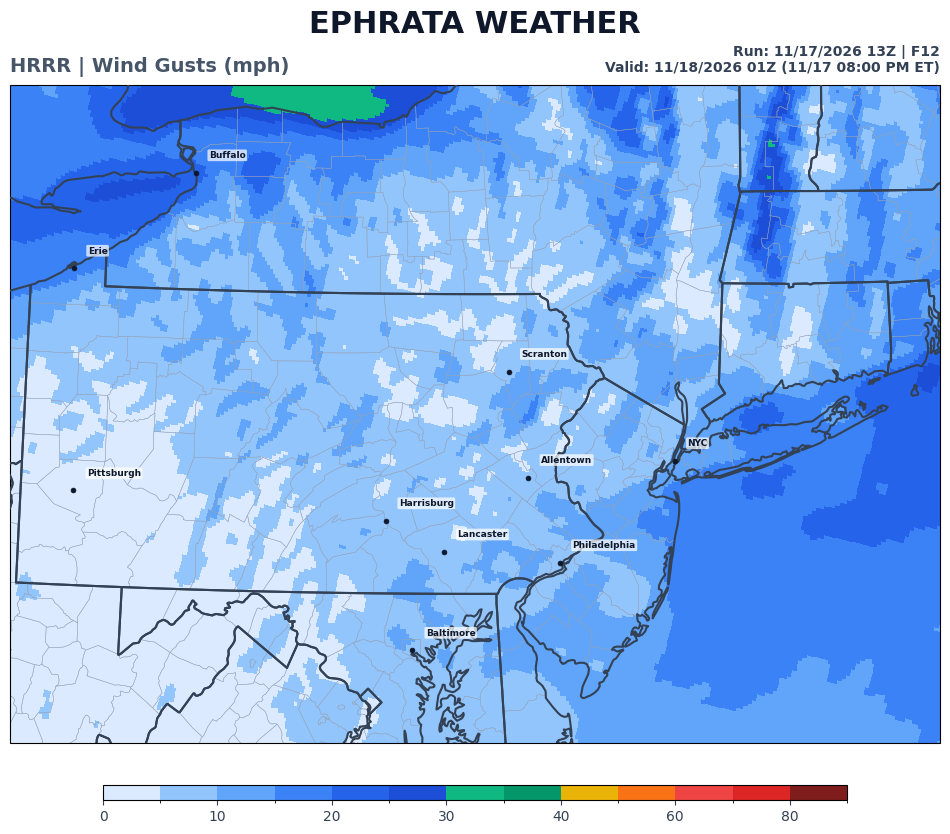 EPHRATA WEATHER
HRRR | Wind Gusts (mph)
Run: 11/17/2026 13Z | F12
Valid: 11/18/2026 01Z (11/17 08:00 PM ET)
Buffalo
Erie
Scranton
NYC
Allentown
Pittsburgh
Harrisburg
Lancaster
Philadelphia
Baltimore
0 10 20 30 40 60 80